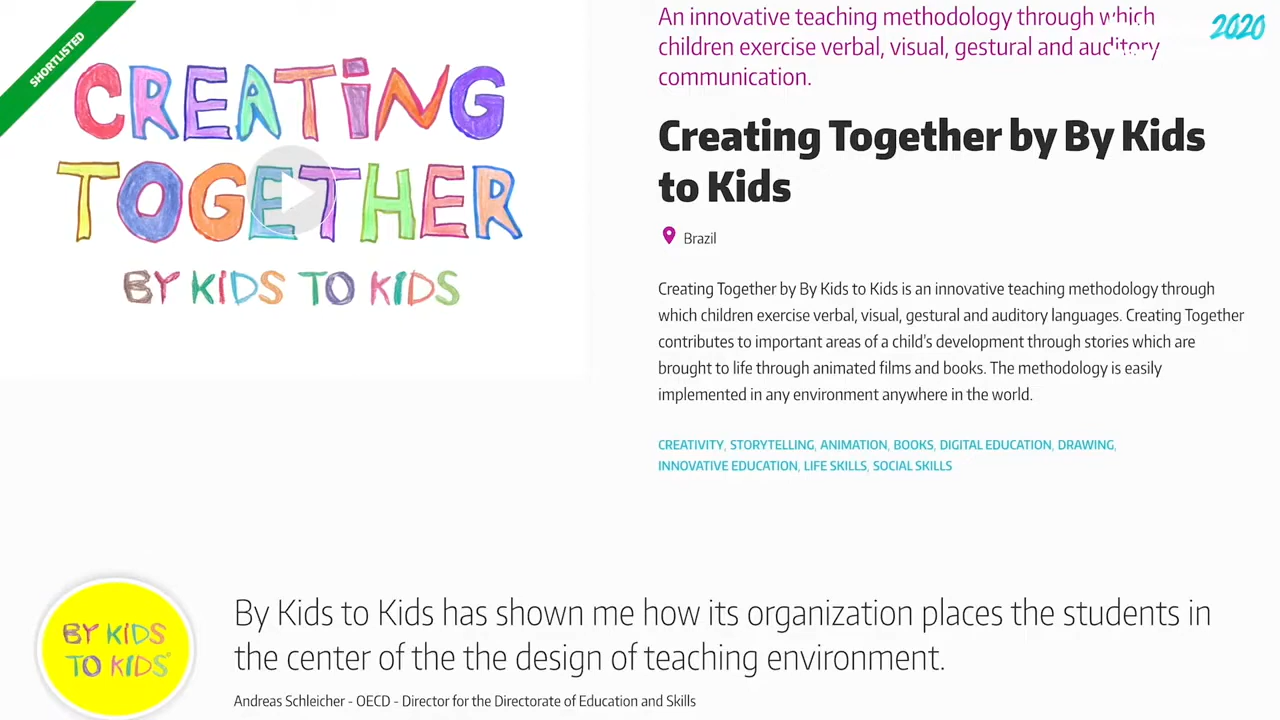 SHORTLISTED
CREATING
TOGETHER
BY KIDS TO KIDS
An innovative teaching methodology through which
children exercise verbal, visual, gestural and auditory
communication.
2020
Creating Together by By Kids
to Kids
Brazil
Creating Together by By Kids to Kids is an innovative teaching methodology through
which children exercise verbal, visual, gestural and auditory languages. Creating Together
contributes to important areas of a child's development through stories which are
brought to life through animated films and books. The methodology is easily
implemented in any environment anywhere in the world.
CREATIVITY, STORYTELLING, ANIMATION, BOOKS, DIGITAL EDUCATION, DRAWING,
INNOVATIVE EDUCATION, LIFE SKILLS, SOCIAL SKILLS
BY KIDS
TO KIDS
By Kids to Kids has shown me how its organization places the students in
the center of the the design of teaching environment.
Andreas Schleicher - OECD - Director for the Directorate of Education and Skills